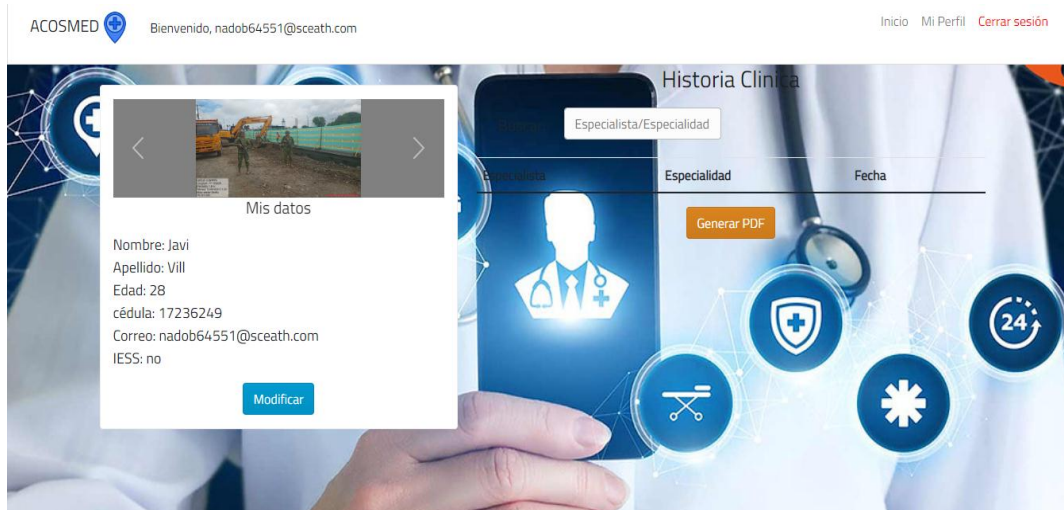 ACOSMED
Bienvenido, nadob64551@sceath.com
Inicio Mi Perfil Cerrar sesión
Mis datos
Nombre: Javi
Apellido: Vill
Edad: 28
cédula: 17236249
Correo: nadob64551@sceath.com
IESS: no
Modificar
Historia Clinica
Especialista/Especialidad
Especialista Especialidad Fecha
Generar PDF
24